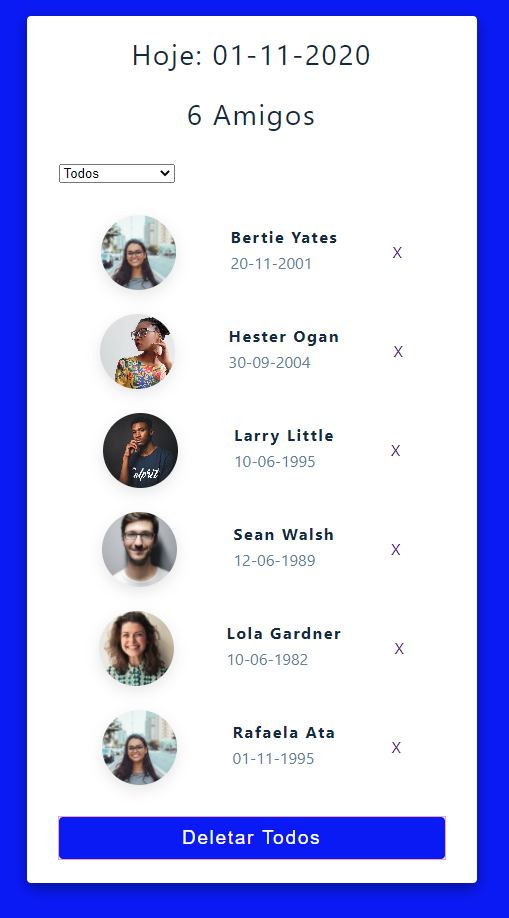 Hoje: 01-11-2020
6 Amigos
Todos
Bertie Yates
20-11-2001
X
Hester Ogan
30-09-2004
X
Larry Little
10-06-1995
X
Sean Walsh
12-06-1989
X
Lola Gardner
10-06-1982
X
Rafaela Ata
01-11-1995
X
Deletar Todos